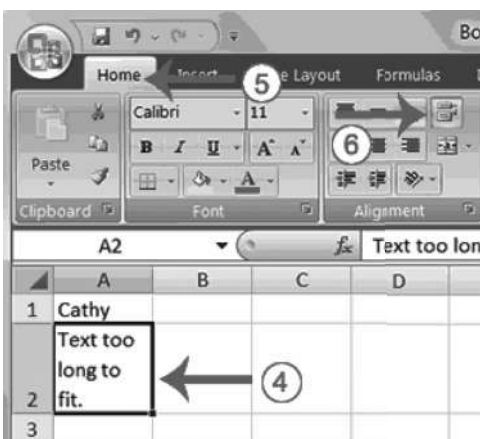 Bo
Home Insert e Layout Formulas
5
Calibri 11
6
Paste B I U A A
A
Clipboard Font Alignment
A2 fx Text too lon
A B C D
1 Cathy
Text too
long to
2 fit.
4
3